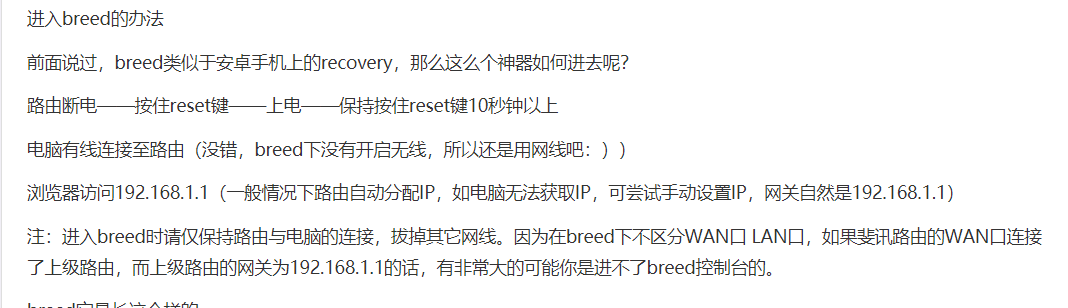 进入breed的办法
前面说过，breed类似于安卓手机上的recovery，那么这么个神器如何进去呢？
路由断电——按住reset键——上电——保持按住reset键10秒钟以上
电脑有线连接至路由（没错，breed下没有开启无线，所以还是用网线吧：））
浏览器访问192.168.1.1（一般情况下路由自动分配IP，如电脑无法获取IP，可尝试手动设置IP，网关自然是192.168.1.1）
注：进入breed时请仅保持路由与电脑的连接，拔掉其它网线。因为在breed下不区分WAN口 LAN口，如果斐讯路由的WAN口连接
了上级路由，而上级路由的网关为192.168.1.1的话，有非常大的可能你是进不了breed控制台的。